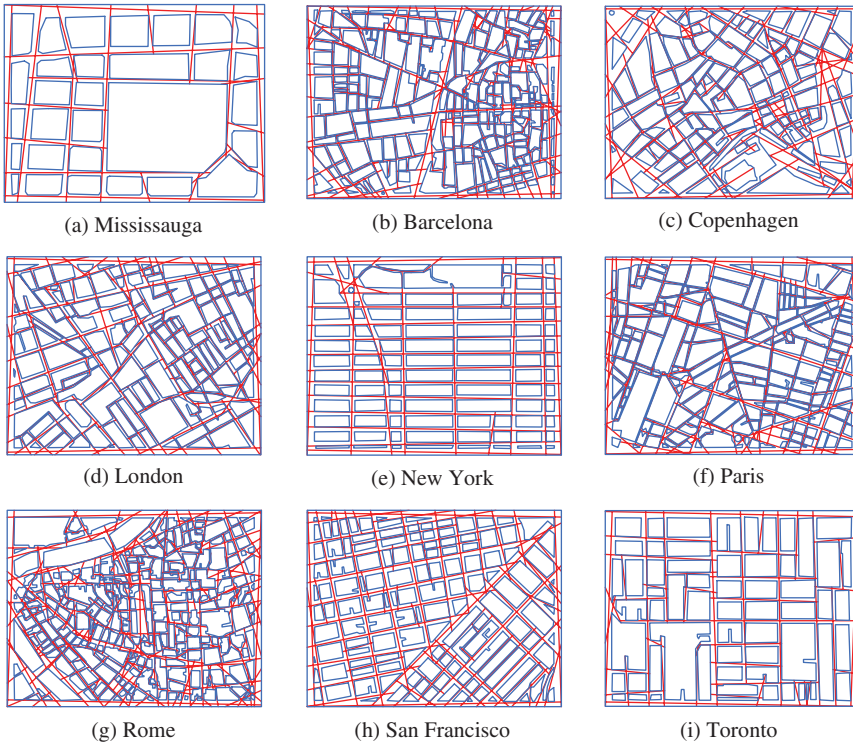 (a) Mississauga
(b) Barcelona
(c) Copenhagen
(d) London
(e) New York
(f) Paris
(g) Rome
(h) San Francisco
(i) Toronto